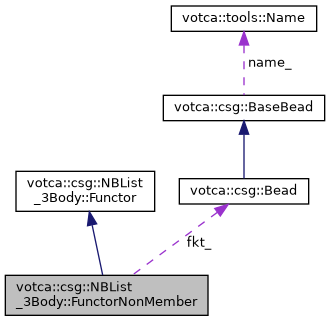 votca::tools::Name
name_
votca::csg::BaseBead
votca::csg::NBList
_3Body::Functor
votca::csg::Bead
fkt_
votca::csg::NBList
_3Body::FunctorNonMember